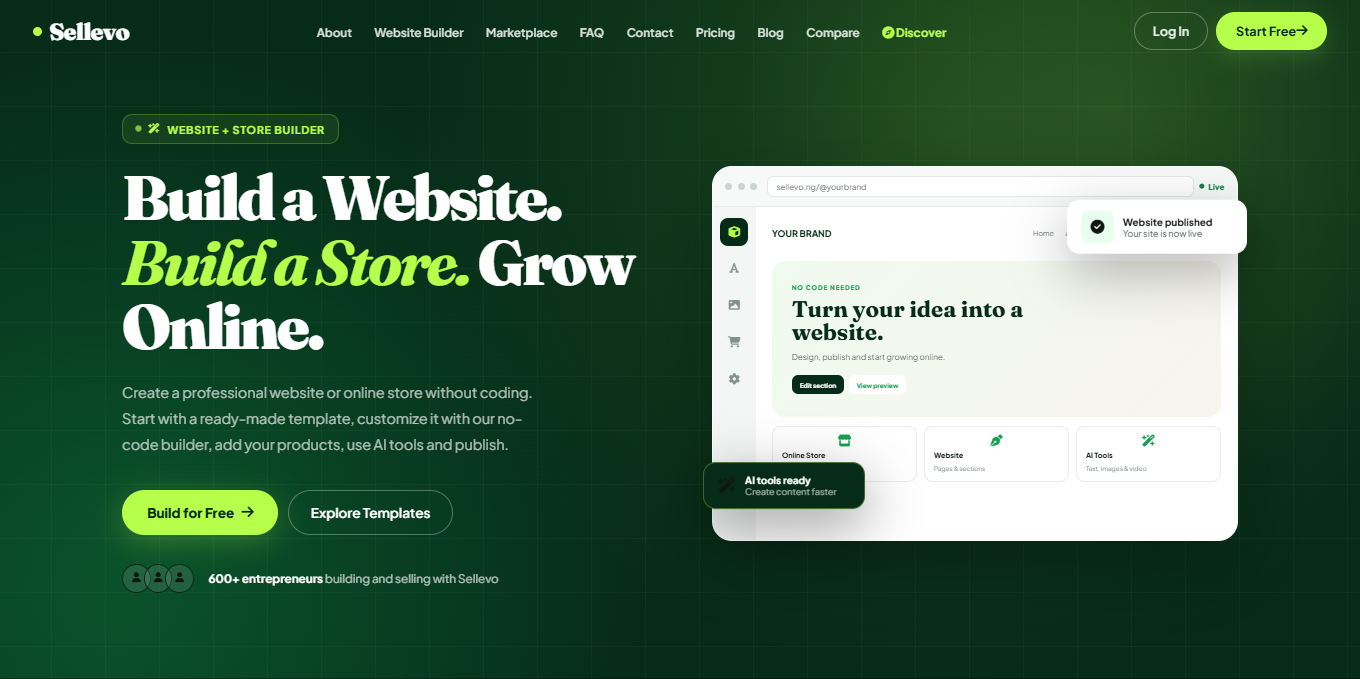 Sellevo
About
Website Builder
Marketplace
FAQ
Contact
Pricing
Blog
Compare
Discover
Log In
Start Free
WEBSITE + STORE BUILDER
Build a Website.
Build a Store. Grow
Online.
Create a professional website or online store without coding.
Start with a ready-made template, customize it with our no-
code builder, add your products, use AI tools and publish.
Build for Free
Explore Templates
600+ entrepreneurs building and selling with Sellevo
sellevo.ng/@yourbrand
Live
Website published
Your site is now live
YOUR BRAND
Home
A
NO CODE NEEDED
Turn your idea into a
website.
Design, publish and start growing online.
Edit section
View preview
Online Store
Website
Pages & sections
AI Tools
Text, images & video
AI tools ready
Create content faster